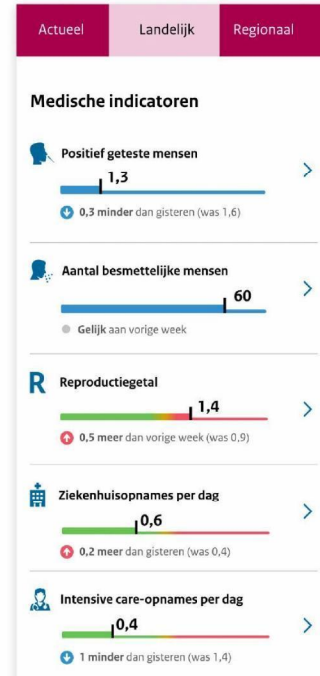 Actueel
Landelijk
Regionaal
Medische indicatoren
Positief geteste mensen
1,3
0,3 minder dan gisteren (was 1,6)
Aantal besmettelijke mensen
60
Gelijk aan vorige week
R Reproductiegetal
1,4
0,5 meer dan vorige week (was 0,9)
Ziekenhuisopnames per dag
0,6
0,2 meer dan gisteren (was 0,4)
Intensive care-opnames per dag
0,4
1 minder dan gisteren (was 1,4)